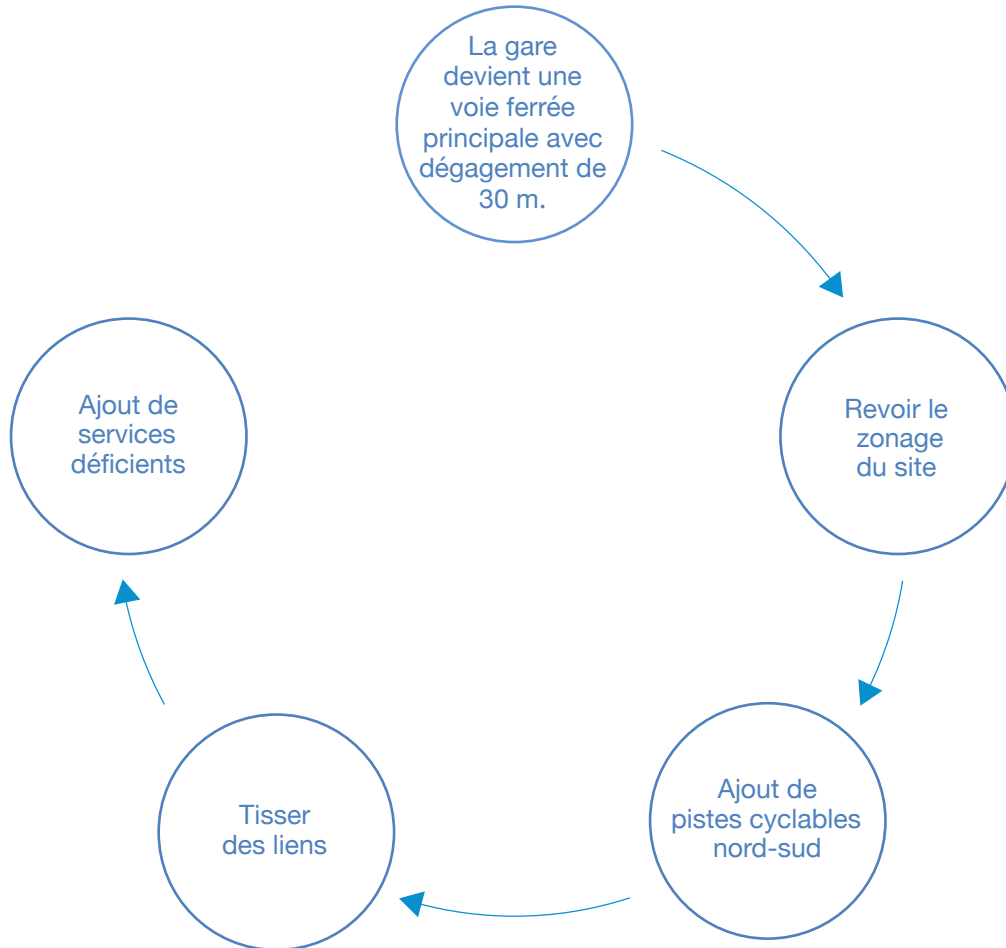 La gare
devient une
voie ferrée
principale avec
dégagement de
30 m.
Revoir le
zonage
du site
Ajout de
pistes cyclables
nord-sud
Tisser
des liens
Ajout de
services
déficients